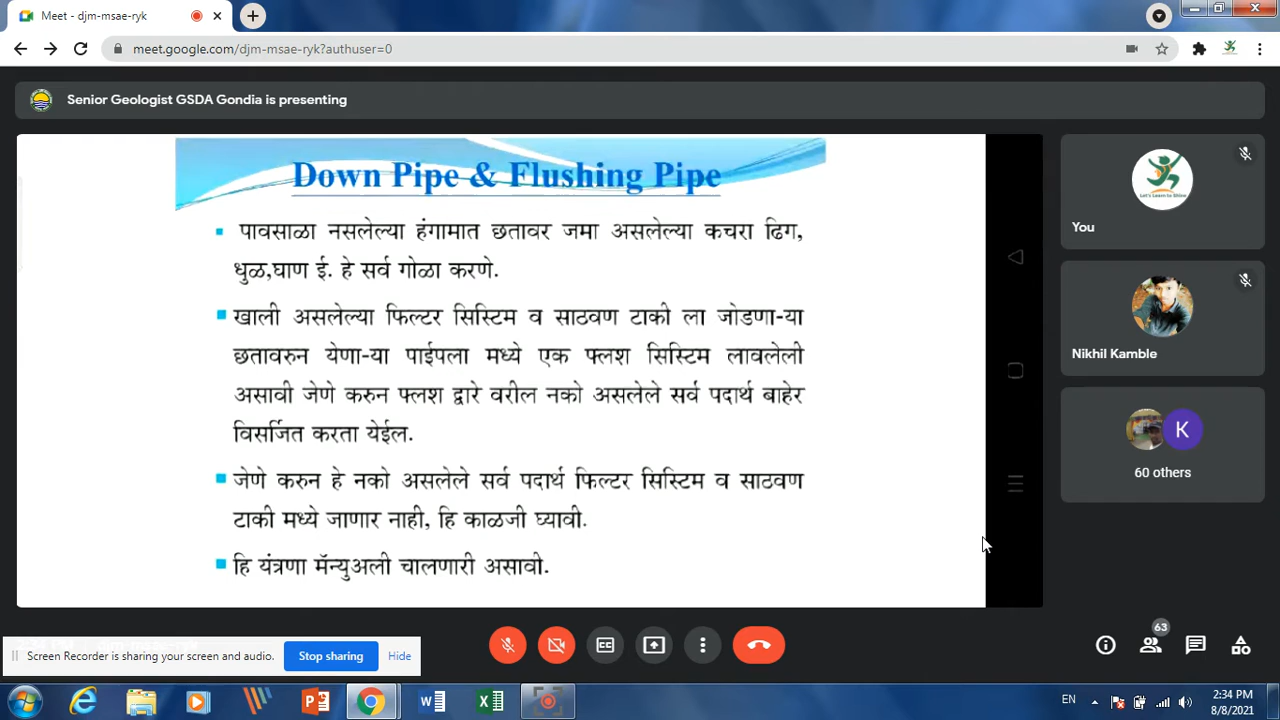 Meet - djm-msae-ryk
meet.google.com/djm-msae-ryk?authuser=0
Senior Geologist GSDA Gondia is presenting
Down Pipe & Flushing Pipe
पावसाळा नसलेल्या हंगामात छतावर जमा असलेल्या कचरा ढिग,
धुळ,घाण ई. हे सर्व गोळा करणे.
खाली असलेल्या फिल्टर सिस्टिम व साठवण टाकी ला जोडणा-या
छतावरुन येणा-या पाईपला मध्ये एक फ्लश सिस्टिम लावलेली
असावी जेणे करुन फ्लश द्वारे वरील नको असलेले सर्व पदार्थ बाहेर
विसर्जित करता येईल.
जेणे करुन हे नको असलेले सर्व पदार्थ फिल्टर सिस्टिम व साठवण
टाकी मध्ये जाणार नाही, हि काळजी घ्यावी.
हि यंत्रणा मॅन्युअली चालणारी असावी.
Let's Learn to Shine
You
Nikhil Kamble
K
60 others
63
Screen Recorder is sharing your screen and audio.
Stop sharing
Hide
EN
2:34 PM
8/8/2021